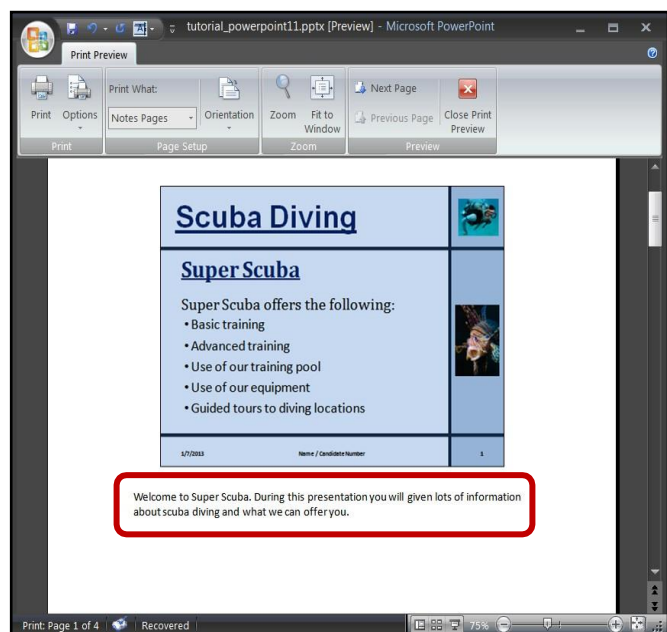 tutorial_powerpoint11.pptx [Preview] - Microsoft PowerPoint
Print Preview
Print
Options
Print What:
Notes Pages
Orientation
Zoom
Fit to
Window
Next Page
Previous Page
Close Print
Preview
Print
Page Setup
Zoom
Preview
Scuba Diving
Super Scuba
Super Scuba offers the following:
• Basic training
• Advanced training
• Use of our training pool
• Use of our equipment
• Guided tours to diving locations
1/7/2013 Name / Candidate Number 1
Welcome to Super Scuba. During this presentation you will given lots of information
about scuba diving and what we can offer you.
Print: Page 1 of 4 Recovered 75%